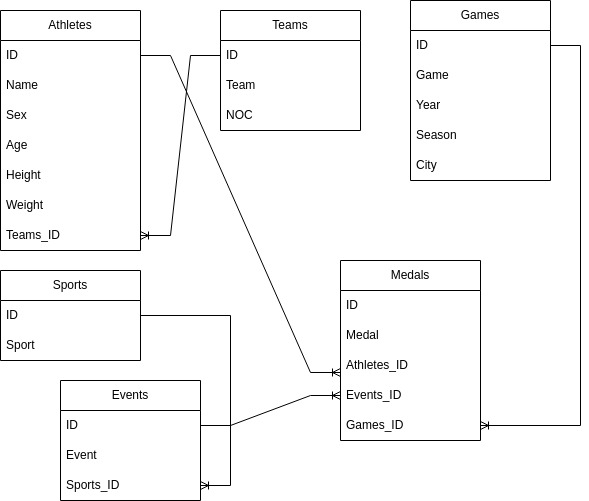 Athletes
ID
Name
Sex
Age
Height
Weight
Teams_ID
Teams
ID
Team
NOC
Games
ID
Game
Year
Season
City
Sports
ID
Sport
Events
ID
Event
Sports_ID
Medals
ID
Medal
Athletes_ID
Events_ID
Games_ID